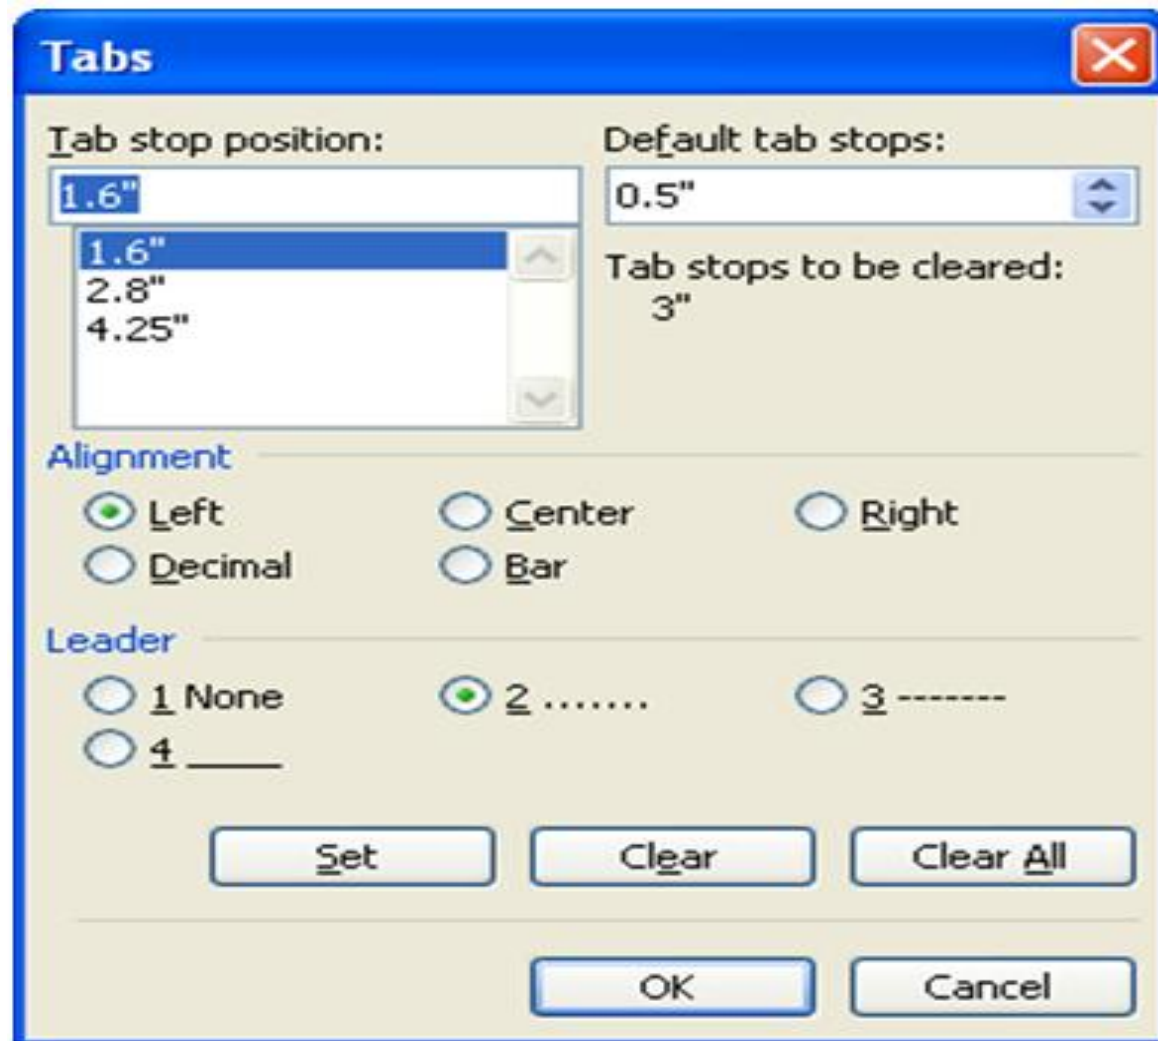 Tabs
Tab stop position:
Default tab stops:
1.6"
0.5"
1.6"
2.8"
4.25"
Tab stops to be cleared:
3"
Alignment
Left
Center
Right
Decimal
Bar
Leader
1 None
2 .......
3 -------
4 ____
Set
Clear
Clear All
OK
Cancel